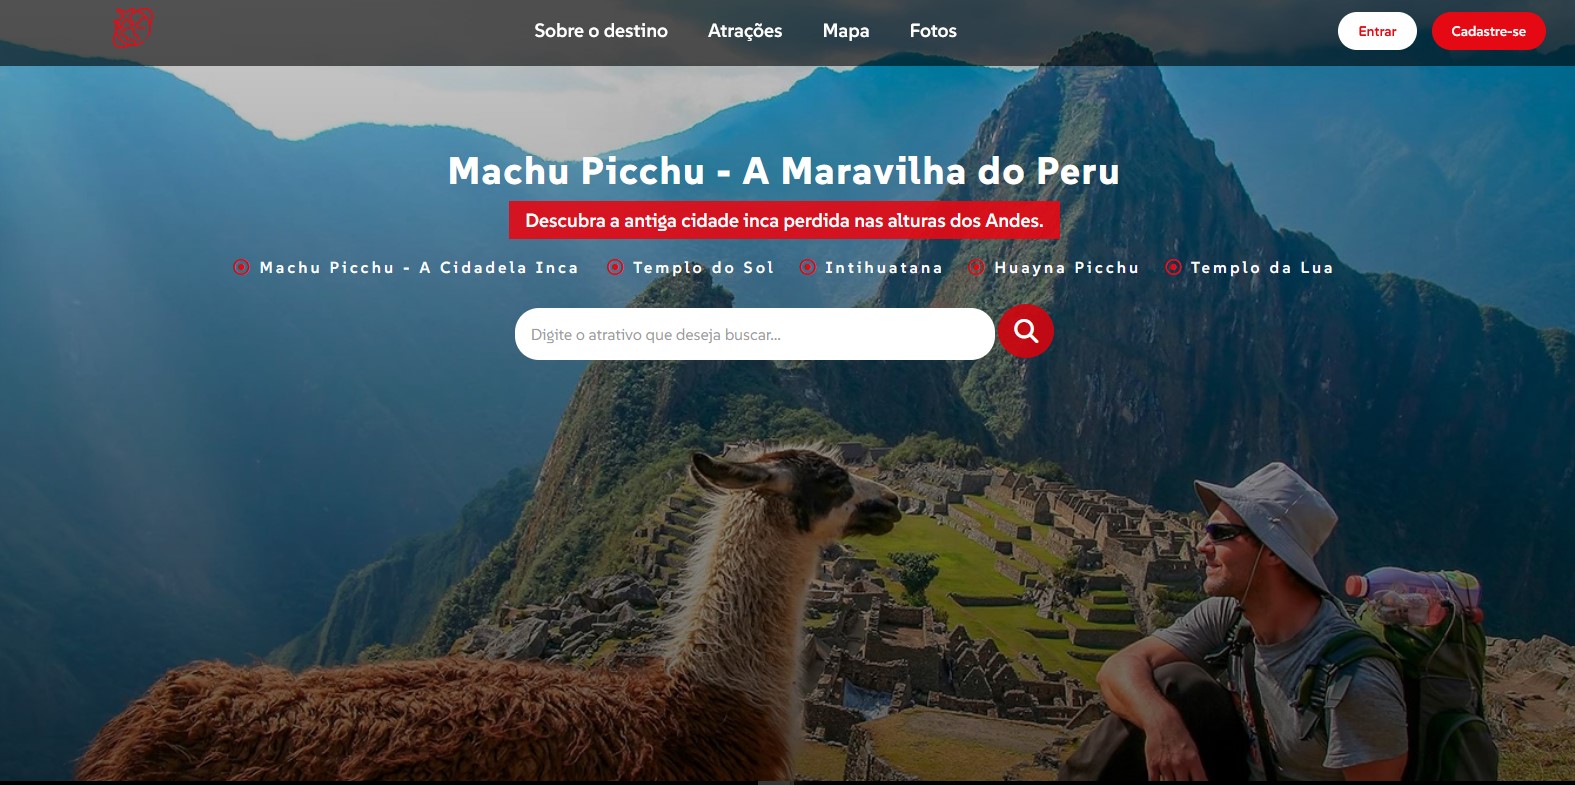 Sobre o destino Atrações Mapa Fotos Entrar Cadastre-se
Machu Picchu - A Maravilha do Peru
Descubra a antiga cidade inca perdida nas alturas dos Andes.
Machu Picchu - A Cidadela Inca Templo do Sol Intihuatana Huayna Picchu Templo da Lua
Digite o atrativo que deseja buscar...